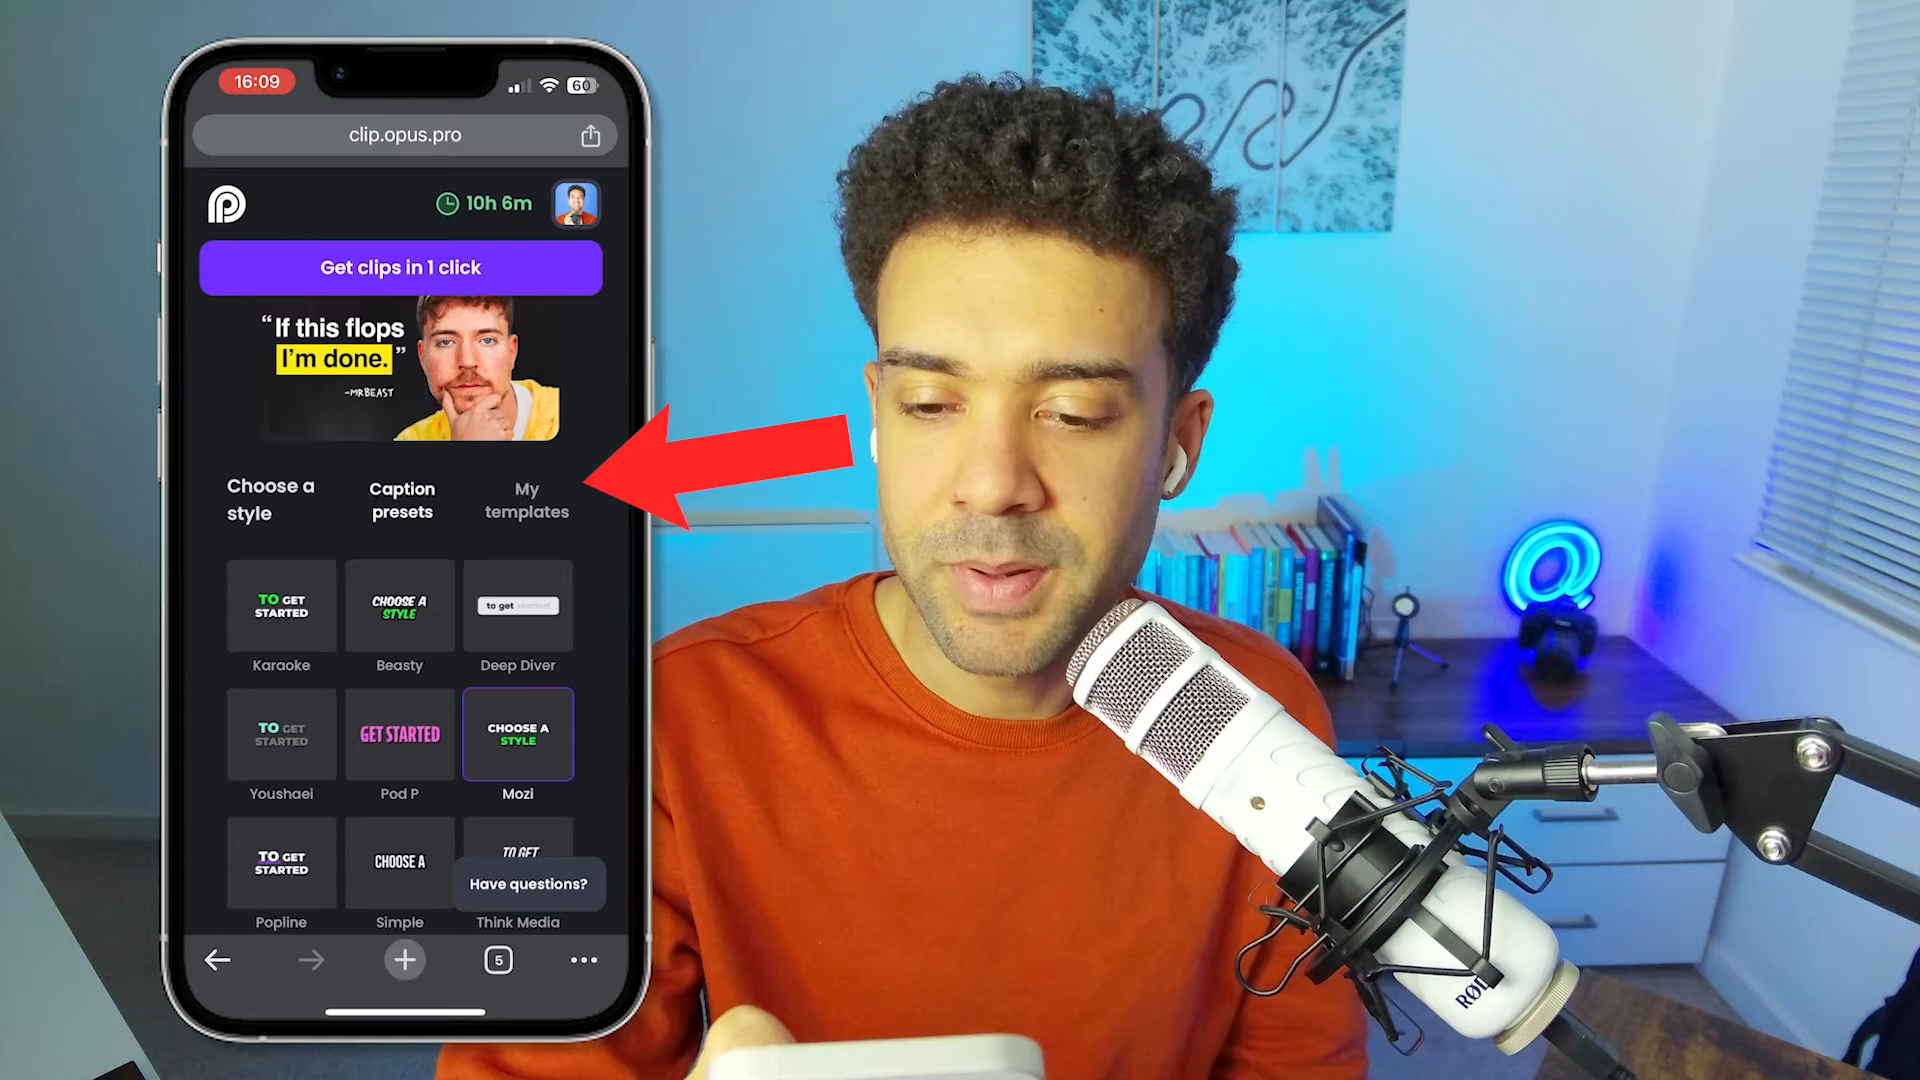 16:09
60
clip.opus.pro
10h 6m
Get clips in 1 click
“If this flops
I'm done.”
-MRBEAST
Choose a
style
Caption
presets
My
templates
TO GET
STARTED
CHOOSE A
STYLE
to get started
Karaoke
Beasty
Deep Diver
TO GET
STARTED
GET STARTED
CHOOSE A
STYLE
Youshaei
Pod P
Mozi
TO GET
STARTED
CHOOSE A
TO GET
Have questions?
Popline
Simple
Think Media
5
RØDE